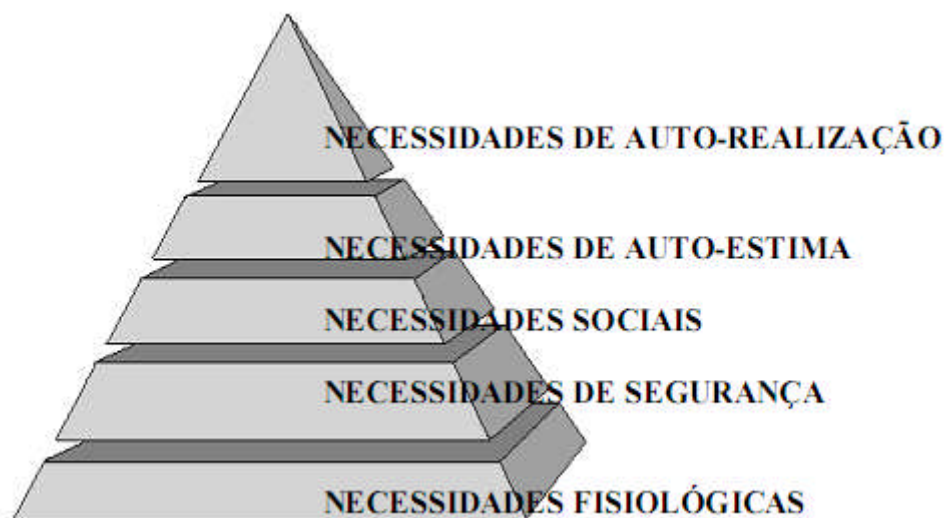 NECESSIDADES DE AUTO-REALIZAÇÃO
NECESSIDADES DE AUTO-ESTIMA
NECESSIDADES SOCIAIS
NECESSIDADES DE SEGURANÇA
NECESSIDADES FISIOLÓGICAS